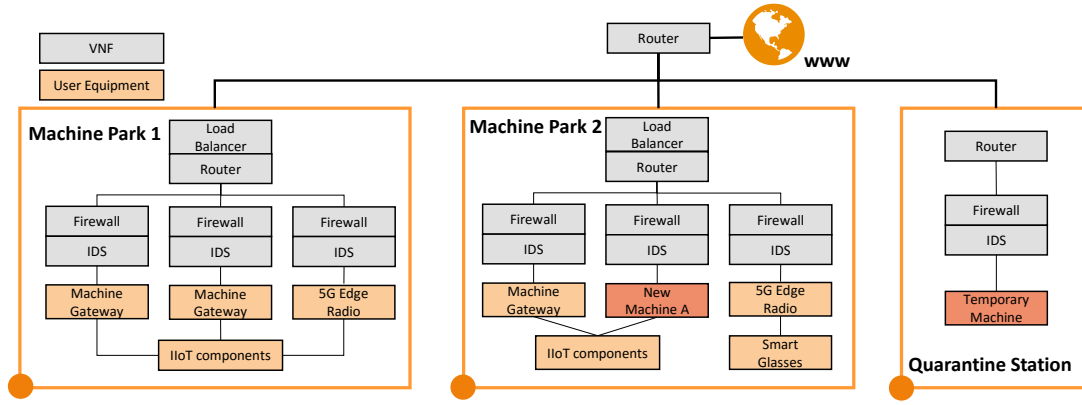 VNF
User Equipment
Router
www
Machine Park 1
Load
Balancer
Router
Firewall
IDS
Firewall
IDS
Firewall
IDS
Machine
Gateway
Machine
Gateway
5G Edge
Radio
IIoT components
Machine Park 2
Load
Balancer
Router
Firewall
IDS
Firewall
IDS
Firewall
IDS
Machine
Gateway
New
Machine A
5G Edge
Radio
IIoT components
Smart
Glasses
Router
Firewall
IDS
Temporary
Machine
Quarantine Station